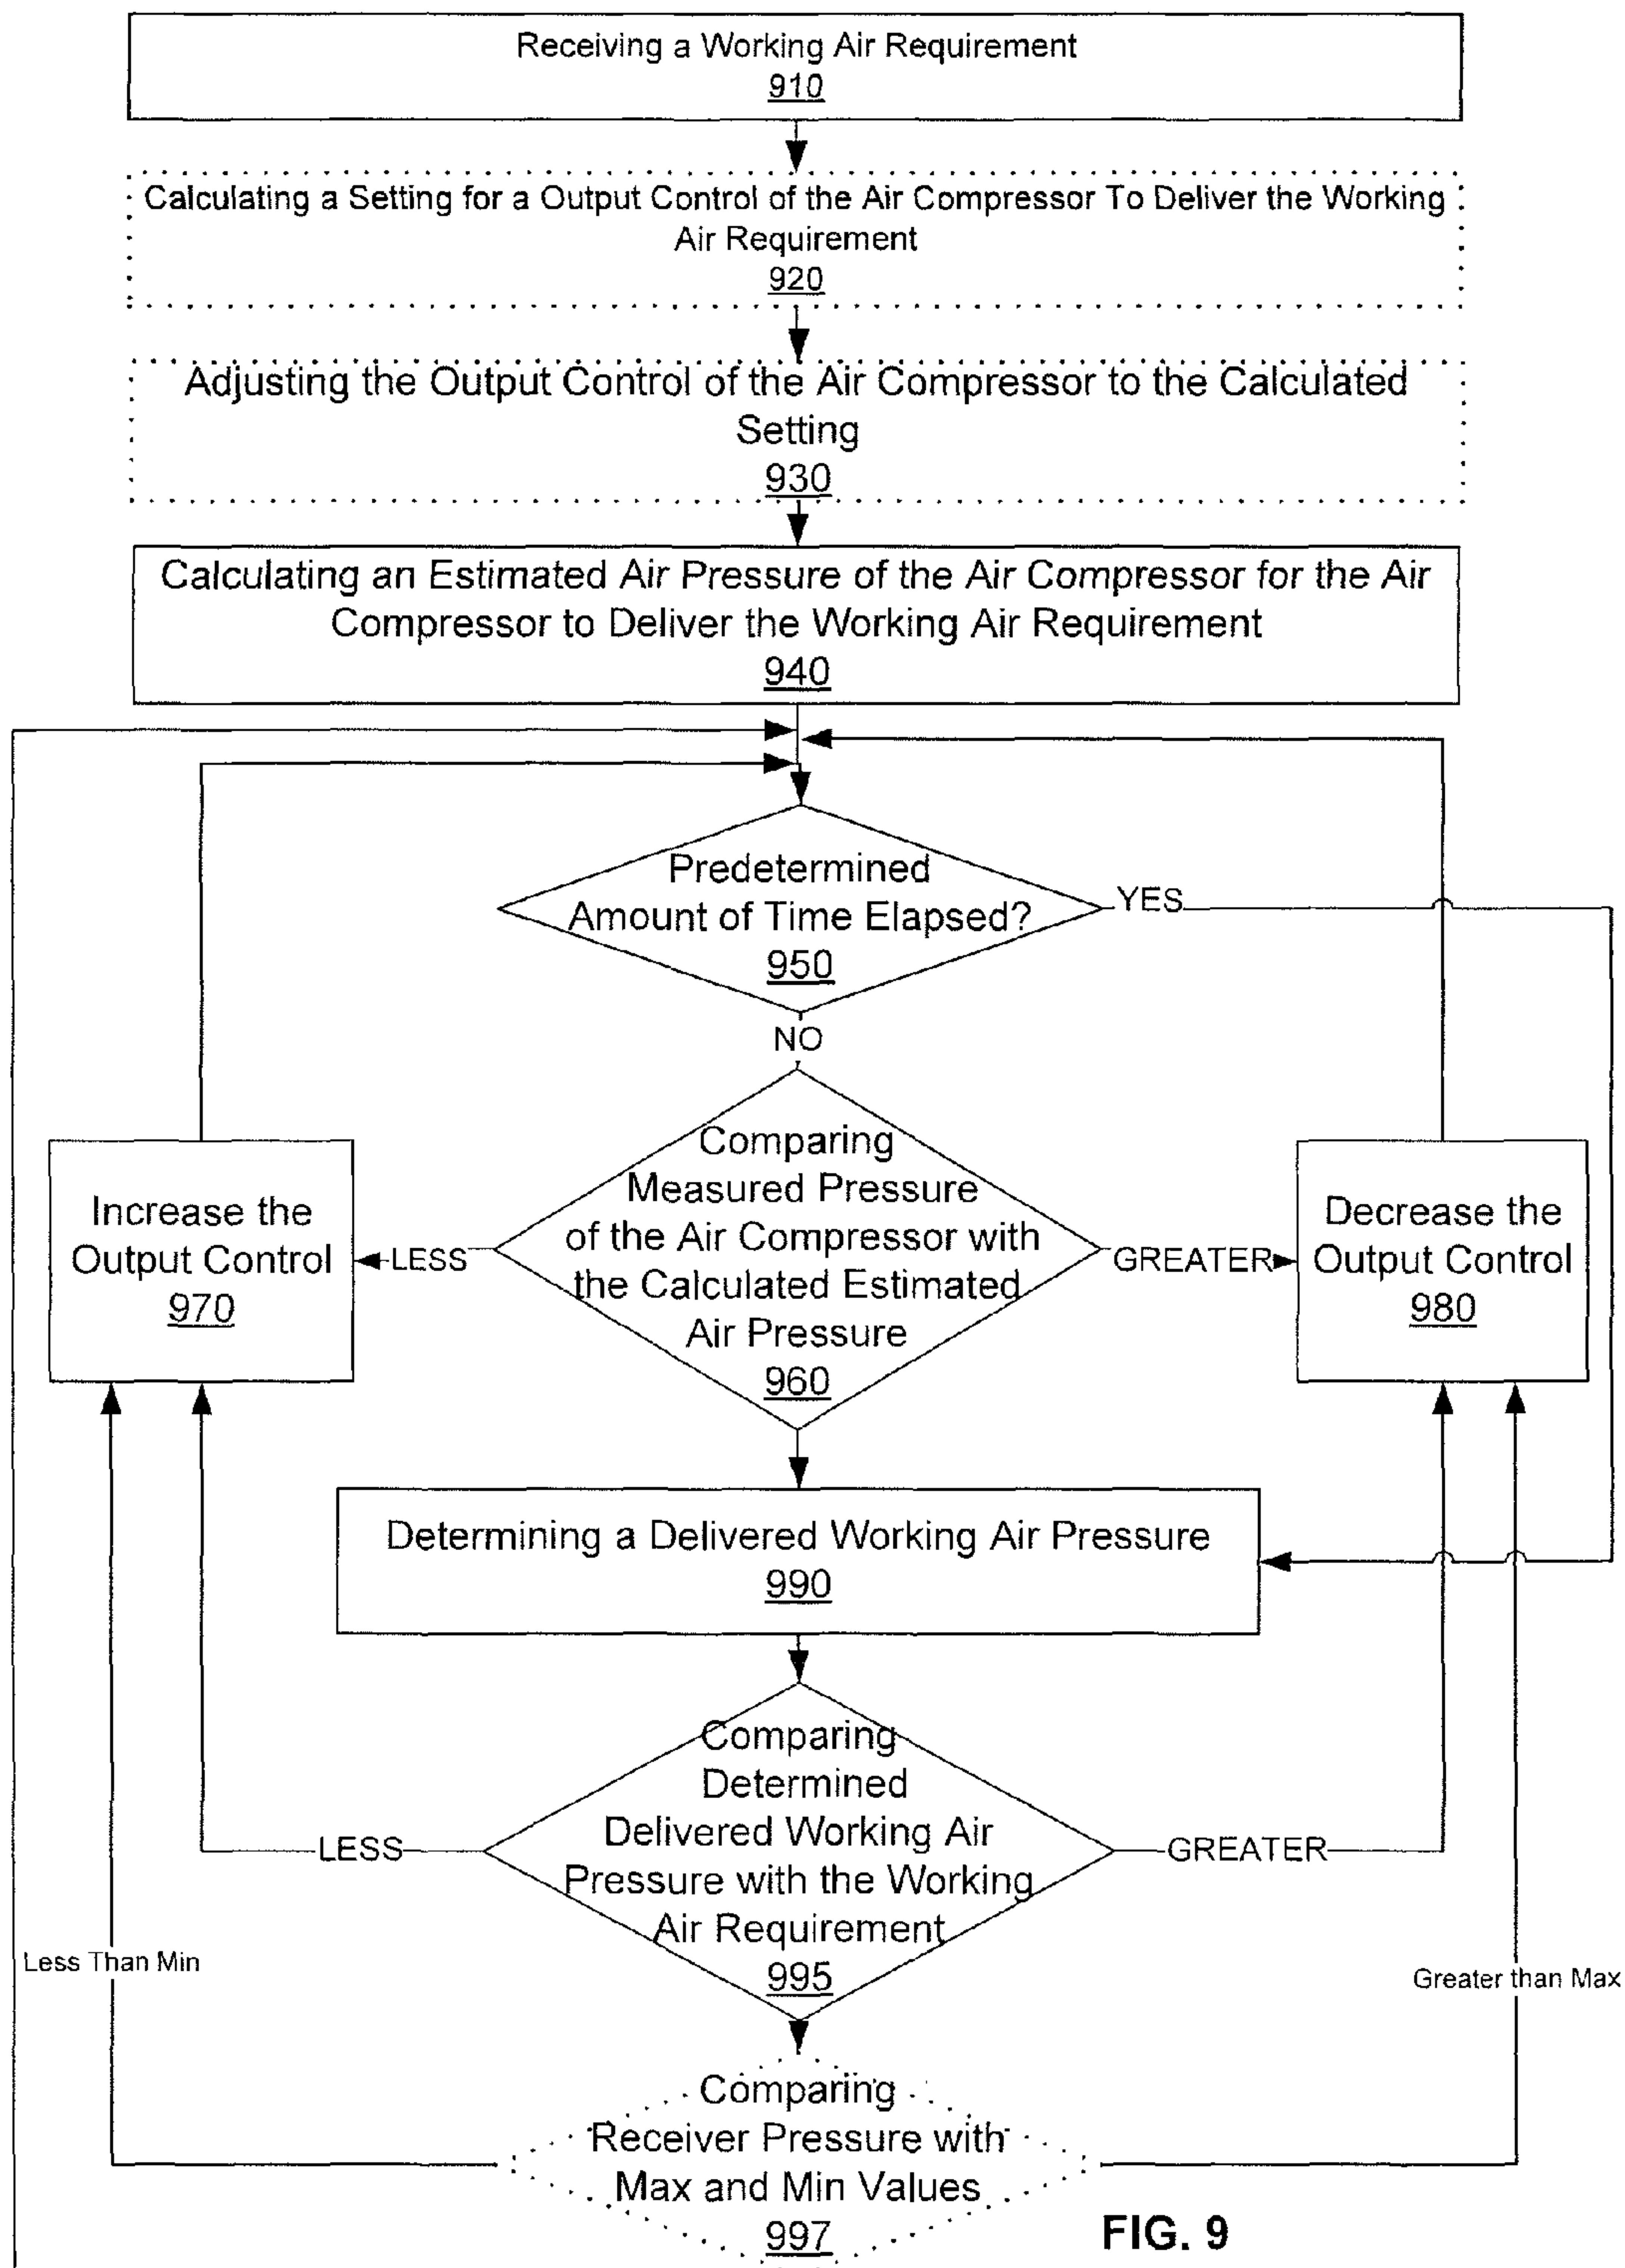 Receiving a Working Air Requirement
910
Calculating a Setting for a Output Control of the Air Compressor To Deliver the Working
Air Requirement
920
Adjusting the Output Control of the Air Compressor to the Calculated
Setting
930
Calculating an Estimated Air Pressure of the Air Compressor for the Air
Compressor to Deliver the Working Air Requirement
940
Predetermined
Amount of Time Elapsed?
950
YES
NO
Increase the
Output Control
970
LESS
Comparing
Measured Pressure
of the Air Compressor with
the Calculated Estimated
Air Pressure
960
GREATER
Decrease the
Output Control
980
Determining a Delivered Working Air Pressure
990
LESS
Comparing
Determined
Delivered Working Air
Pressure with the Working
Air Requirement
995
GREATER
Less Than Min
Greater than Max
Comparing
Receiver Pressure with
Max and Min Values
997
FIG. 9